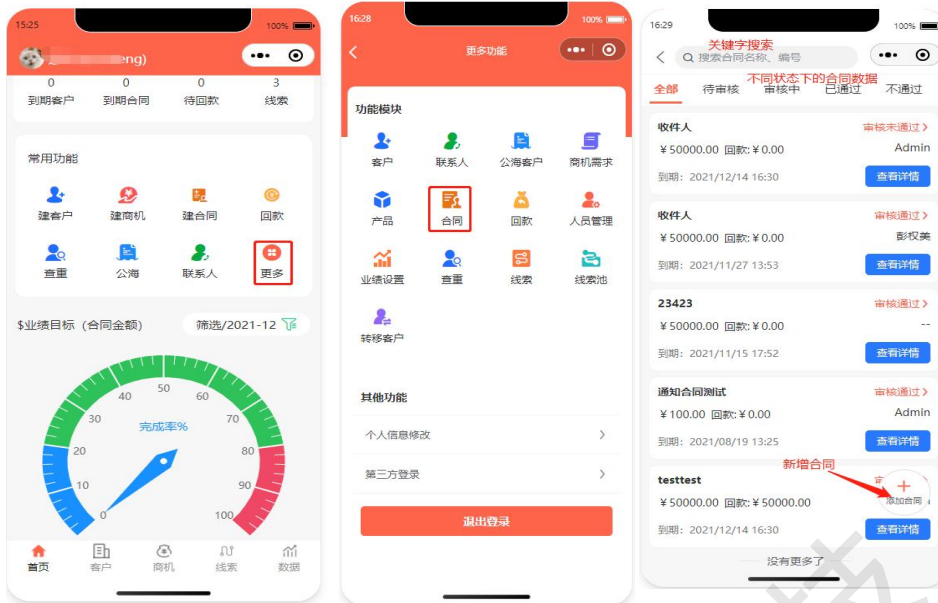 15:25
100%
eng)
0 0 0 3
到期客户 到期合同 待回款 线索
常用功能
建客户 建商机 建合同 回款
查重 公海 联系人 更多
$业绩目标（合同金额） 筛选/2021-12
0 10 20 30 40 50 60 70 80 90 100
完成率%
首页 客户 商机 线索 数据
16:28
100%
更多功能
功能模块
客户 联系人 公海客户 商机需求
产品 合同 回款 人员管理
业绩设置 查重 线索 线索池
转移客户
其他功能
个人信息修改
第三方登录
退出登录
16:29
100%
关键字搜索
搜索合同名称、编号
不同状态下的合同数据
全部 待审核 审核中 已通过 不通过
收件人 审核未通过
￥50000.00 回款:￥0.00 Admin
到期：2021/12/14 16:30 查看详情
收件人 审核通过
￥50000.00 回款:￥0.00 彭权美
到期：2021/11/27 13:53 查看详情
23423 审核通过
￥50000.00 回款:￥0.00 --
到期：2021/11/15 17:52 查看详情
通知合同测试 审核通过
￥100.00 回款:￥0.00 Admin
到期：2021/08/19 13:25 查看详情
新增合同
testtest
￥50000.00 回款:￥50000.00 添加合同
到期：2021/12/14 16:30 查看详情
没有更多了